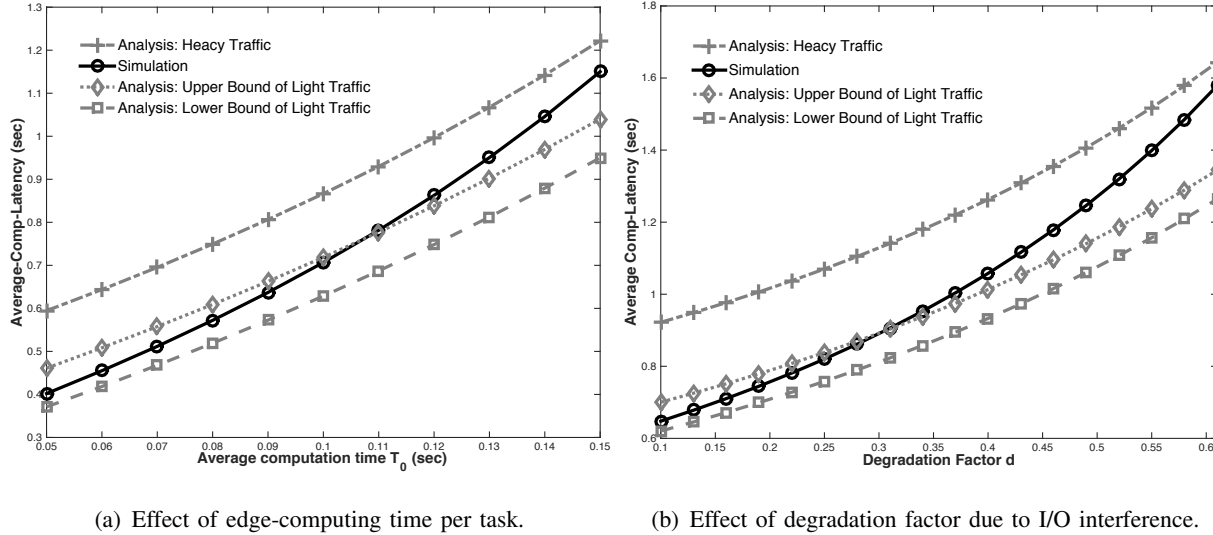 1.3
1.2
1.1
1
0.9
0.8
0.7
0.6
0.5
0.4
0.3
Average-Comp-Latency (sec)
Analysis: Heacy Traffic
Simulation
Analysis: Upper Bound of Light Traffic
Analysis: Lower Bound of Light Traffic
0.05 0.06 0.07 0.08 0.09 0.1 0.11 0.12 0.13 0.14 0.15
Average computation time T0 (sec)
(a) Effect of edge-computing time per task.
1.8
1.6
1.4
1.2
1
0.8
0.6
Average Comp-Latency (sec)
Analysis: Heacy Traffic
Simulation
Analysis: Upper Bound of Light Traffic
Analysis: Lower Bound of Light Traffic
0.1 0.15 0.2 0.25 0.3 0.35 0.4 0.45 0.5 0.55 0.6
Degradation Factor d
(b) Effect of degradation factor due to I/O interference.